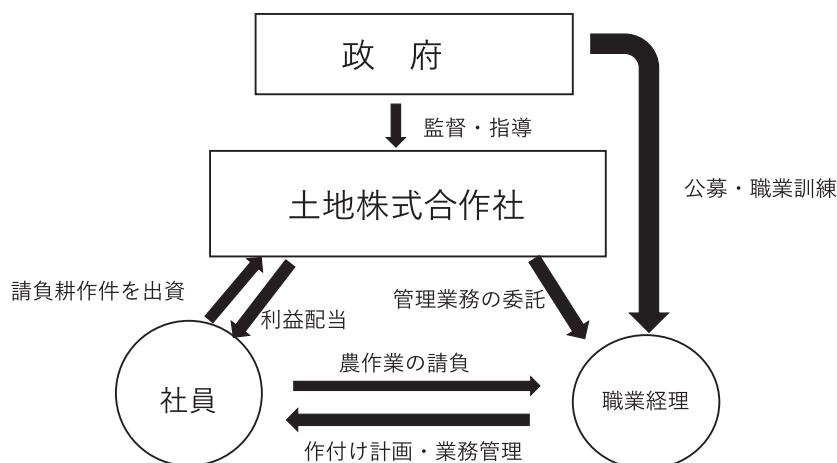 政　府
監督・指導
公募・職業訓練
土地株式合作社
請負耕作件を出資
利益配当
管理業務の委託
農作業の請負
社員
職業経理
作付け計画・業務管理